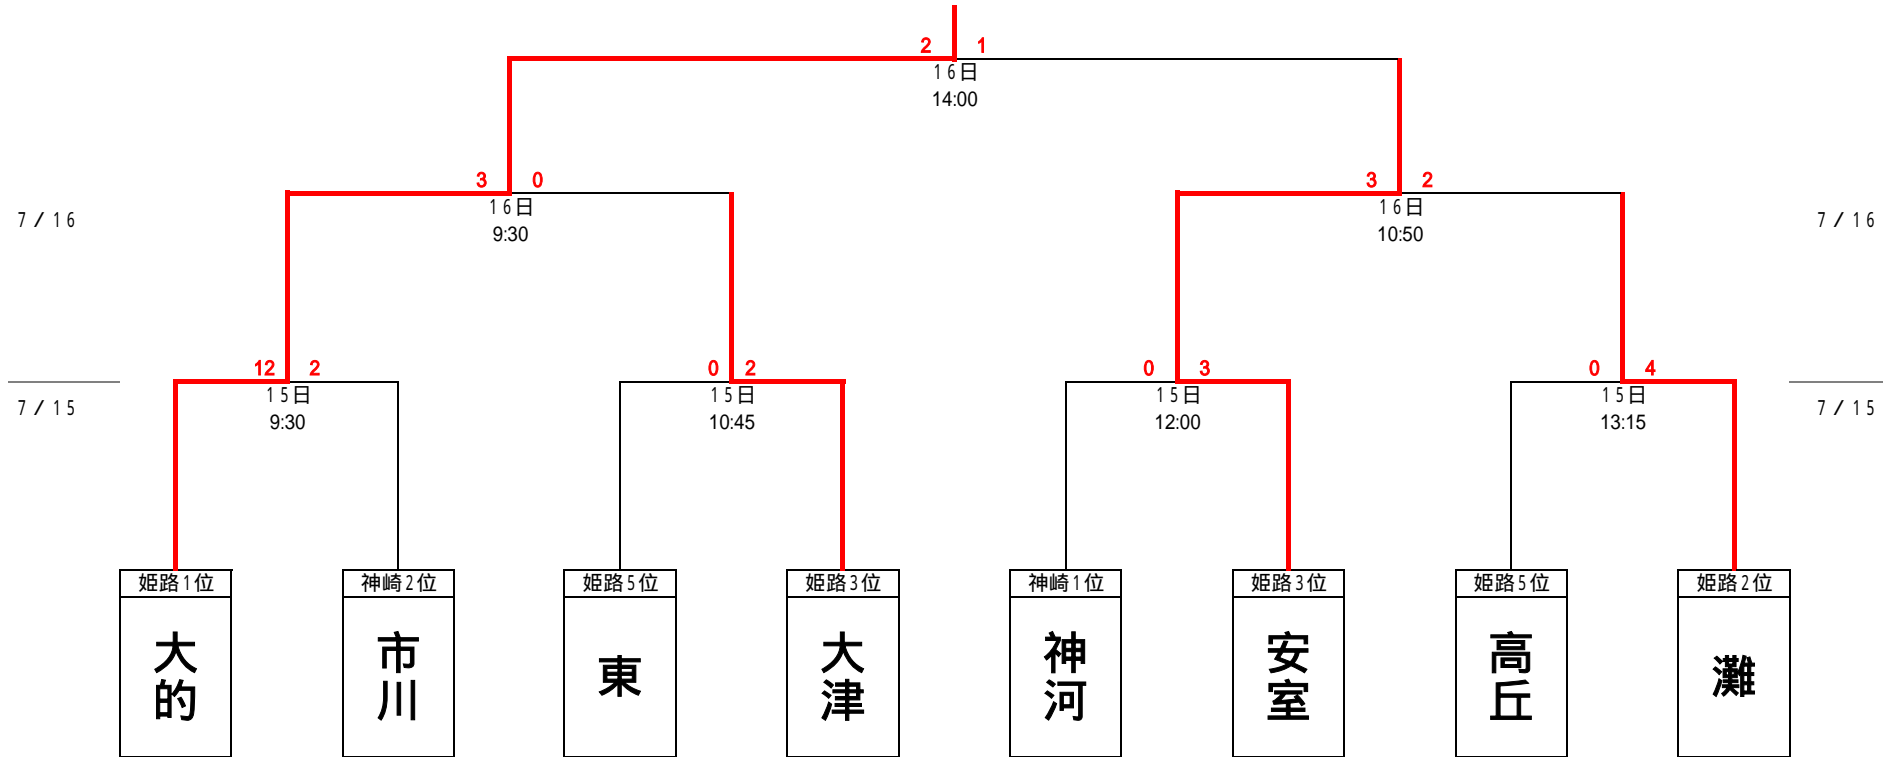 2 1
16日
14:00
3 0
3 2
16日
9:30
16日
10:50
7/16
7/16
12 2
0 2
0 3
0 4
15日
9:30
15日
10:45
15日
12:00
15日
13:15
7/15
7/15
姫路1位
大的
神崎2位
市川
姫路5位
東
姫路3位
大津
神崎1位
神河
姫路3位
安室
姫路5位
高丘
姫路2位
灘